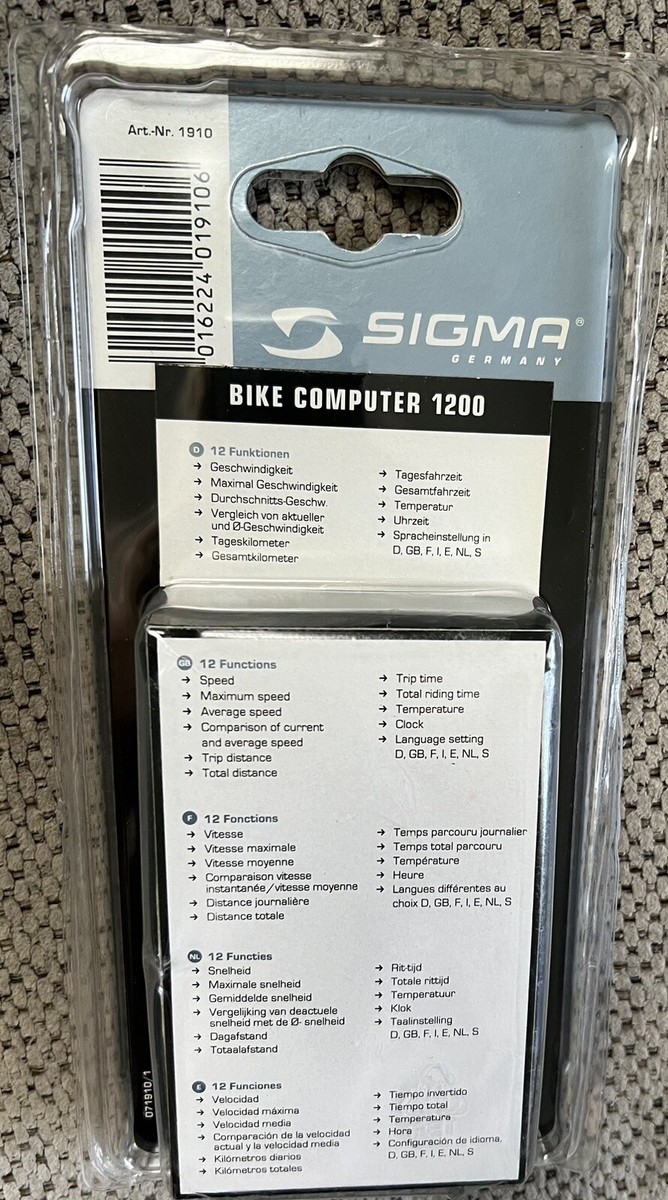 Art.-Nr. 1910
016224 019106
SIGMA®
GERMANY
BIKE COMPUTER 1200
D 12 Funktionen
→ Geschwindigkeit
→ Maximal Geschwindigkeit
→ Durchschnitts-Geschw.
→ Vergleich von aktueller
und Ø-Geschwindigkeit
→ Tageskilometer
→ Gesamtkilometer
→ Tagesfahrzeit
→ Gesamtfahrzeit
→ Temperatur
→ Uhrzeit
→ Spracheinstellung in
D, GB, F, I, E, NL, S
GB 12 Functions
→ Speed
→ Maximum speed
→ Average speed
→ Comparison of current
and average speed
→ Trip distance
→ Total distance
→ Trip time
→ Total riding time
→ Temperature
→ Clock
→ Language setting
D, GB, F, I, E, NL, S
F 12 Fonctions
→ Vitesse
→ Vitesse maximale
→ Vitesse moyenne
→ Comparaison vitesse
instantanée/vitesse moyenne
→ Distance journalière
→ Distance totale
→ Temps parcouru journalier
→ Temps total parcouru
→ Température
→ Heure
→ Langues différentes au
choix D, GB, F, I, E, NL, S
NL 12 Functies
→ Snelheid
→ Maximale snelheid
→ Gemiddelde snelheid
→ Vergelijking van deactuele
snelheid met de Ø- snelheid
→ Dagafstand
→ Totaalafstand
→ Rit-tijd
→ Totale rittijd
→ Temperatuur
→ Klok
→ Taalinstelling
D, GB, F, I, E, NL, S
E 12 Funciones
→ Velocidad
→ Velocidad máxima
→ Velocidad media
→ Comparación de la velocidad
actual y la velocidad media
→ Kilómetros diarios
→ Kilómetros totales
→ Tiempo invertido
→ Tiempo total
→ Temperatura
→ Hora
→ Configuración de idioma,
D, GB, F, I, E, NL, S
071910/1